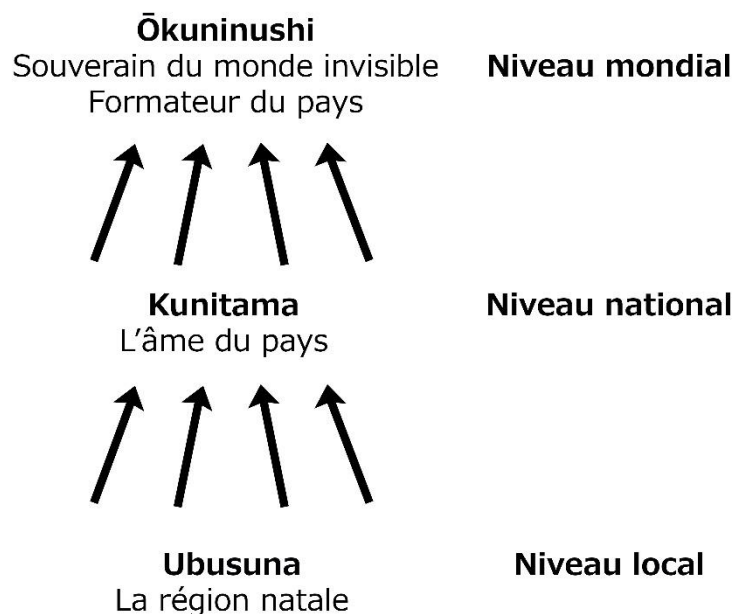 Ōkuninushi
Souverain du monde invisible
Formateur du pays
Niveau mondial
Kunitama
L'âme du pays
Niveau national
Ubusuna
La région natale
Niveau local